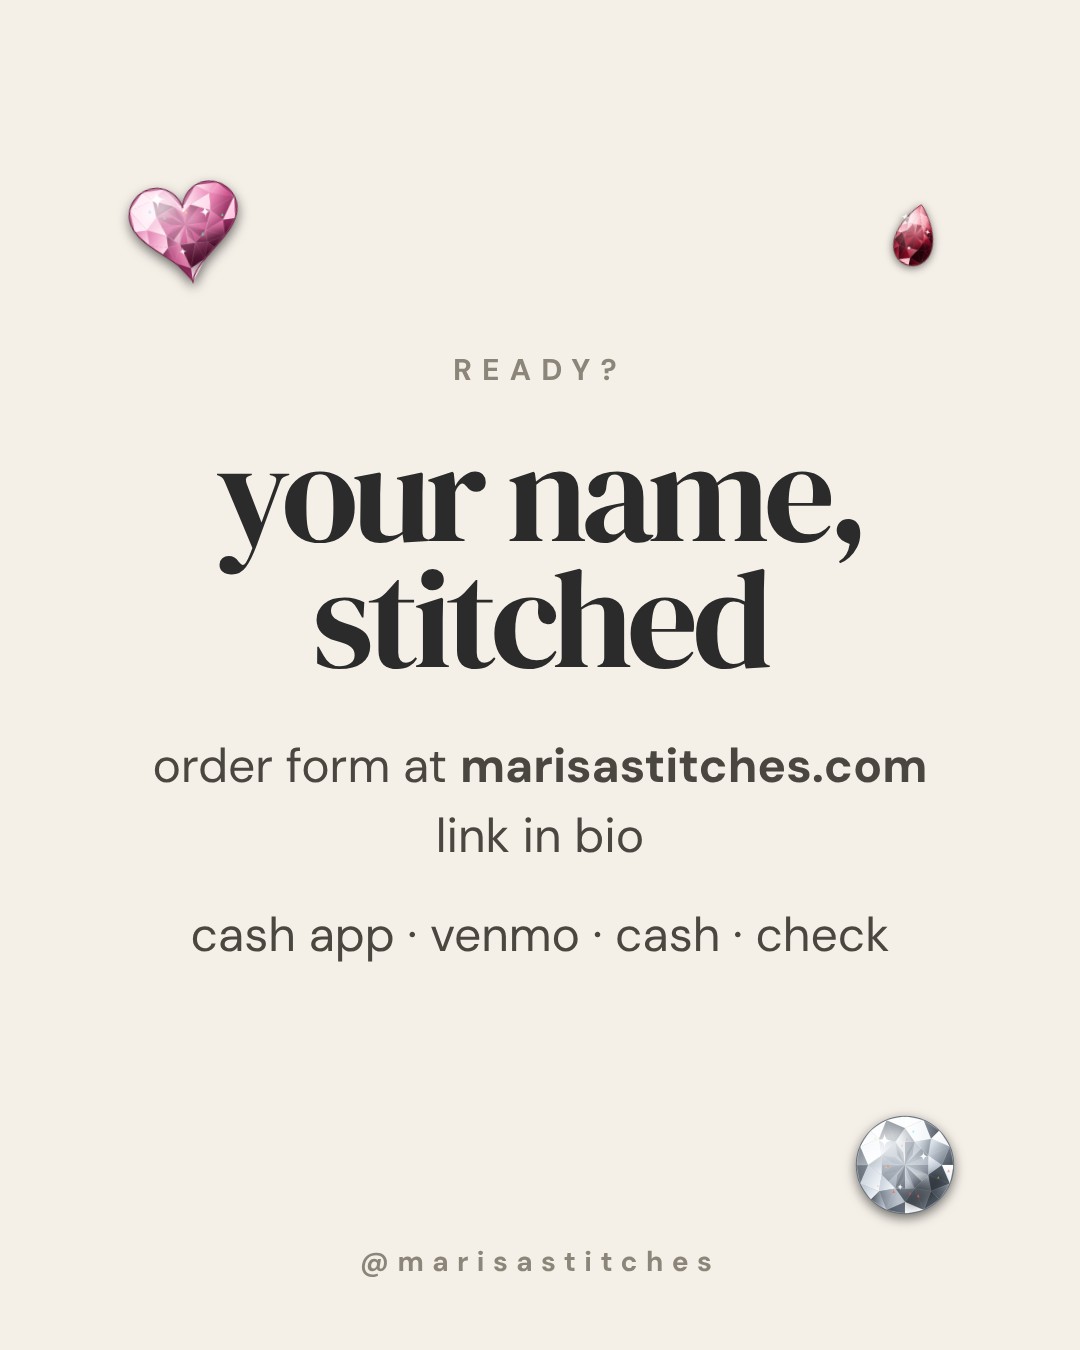 READY?
your name,
stitched
order form at marisastitches.com
link in bio
cash app · venmo · cash · check
@marisastitches